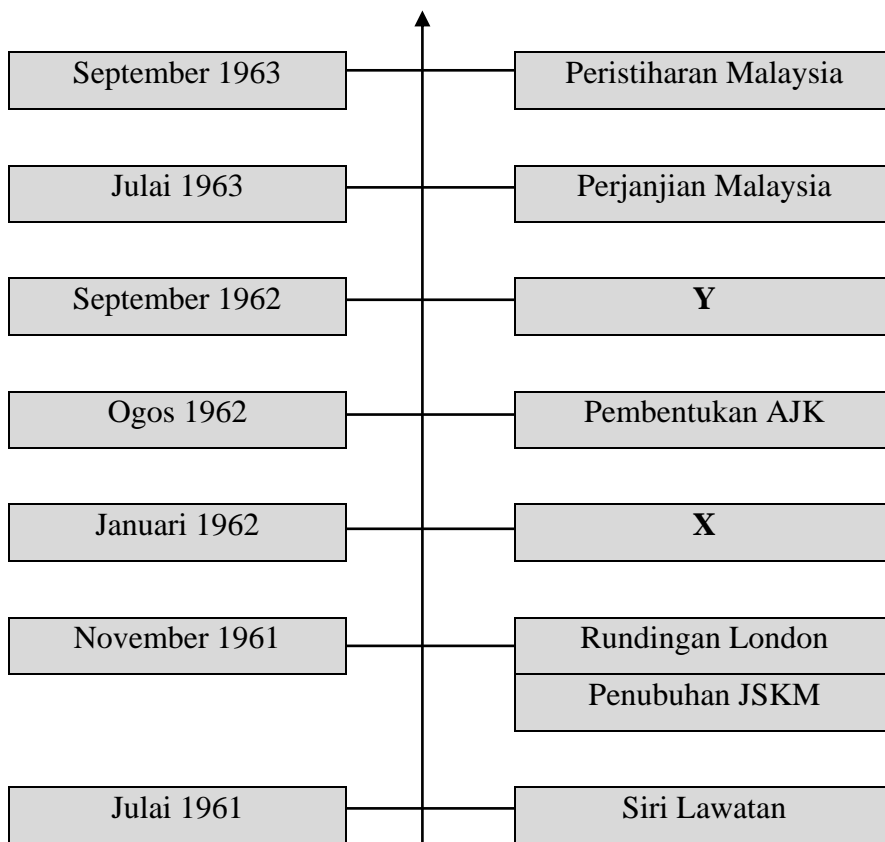 September 1963
Peristiharan Malaysia
Julai 1963
Perjanjian Malaysia
September 1962
Y
Ogos 1962
Pembentukan AJK
Januari 1962
X
November 1961
Rundingan London
Penubuhan JSKM
Julai 1961
Siri Lawatan